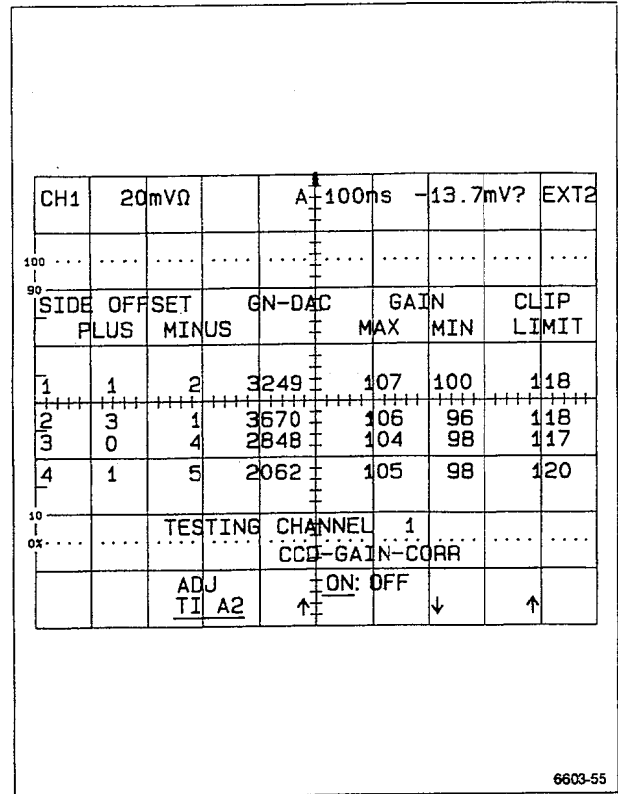 CH1 20mVΩ A 100ns -13.7mV? EXT2
100
90
SIDE OFFSET GN-DAC GAIN CLIP
PLUS MINUS MAX MIN LIMIT
1 1 2 3249 107 100 118
2 3 1 3670 106 96 118
3 0 4 2848 104 98 117
4 1 5 2062 105 98 120
10
TESTING CHANNEL 1
0%
CCD-GAIN-CORR
ADJ ON: OFF
TI A2 ↑ ↓ ↑
6603-55